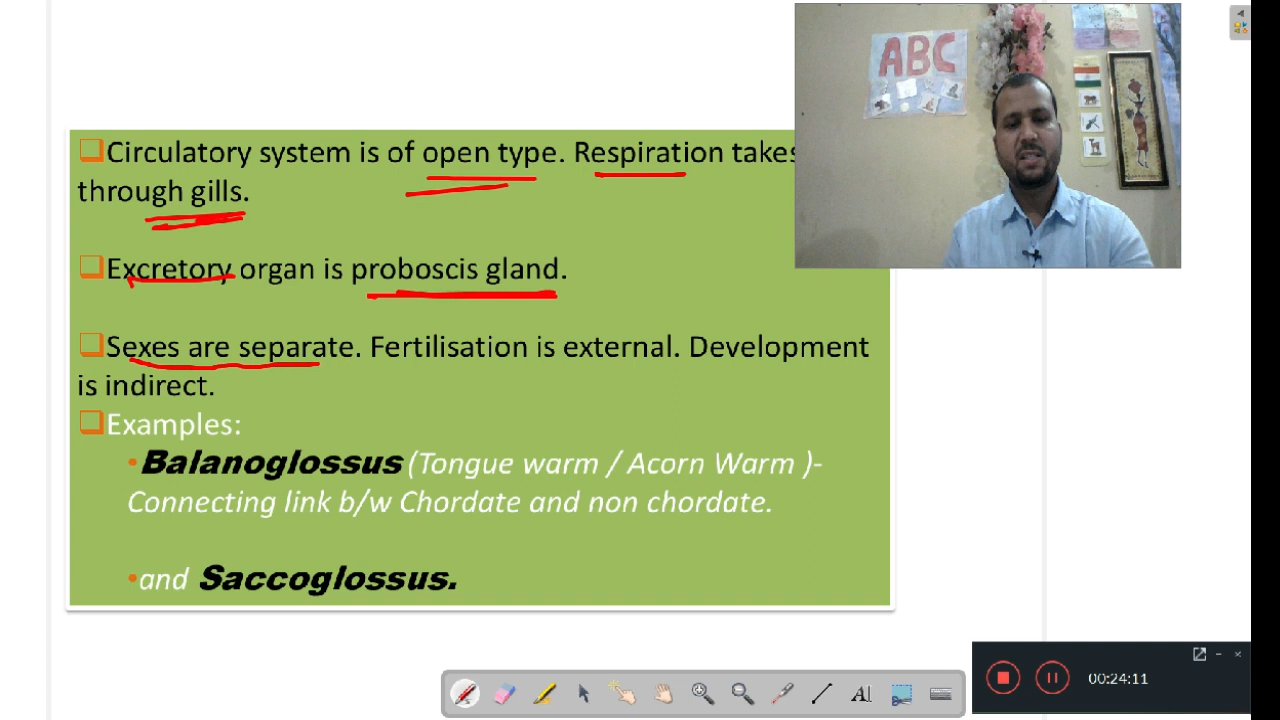 ABC
❑Circulatory system is of open type. Respiration takes
through gills.
❑Excretory organ is proboscis gland.
❑Sexes are separate. Fertilisation is external. Development
is indirect.
❑Examples:
•Balanoglossus (Tongue warm / Acorn Warm )-
Connecting link b/w Chordate and non chordate.
•and Saccoglossus.
00:24:11